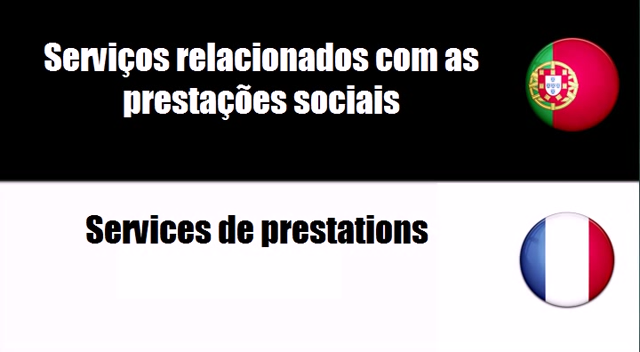 Serviços relacionados com as
prestações sociais
Services de prestations